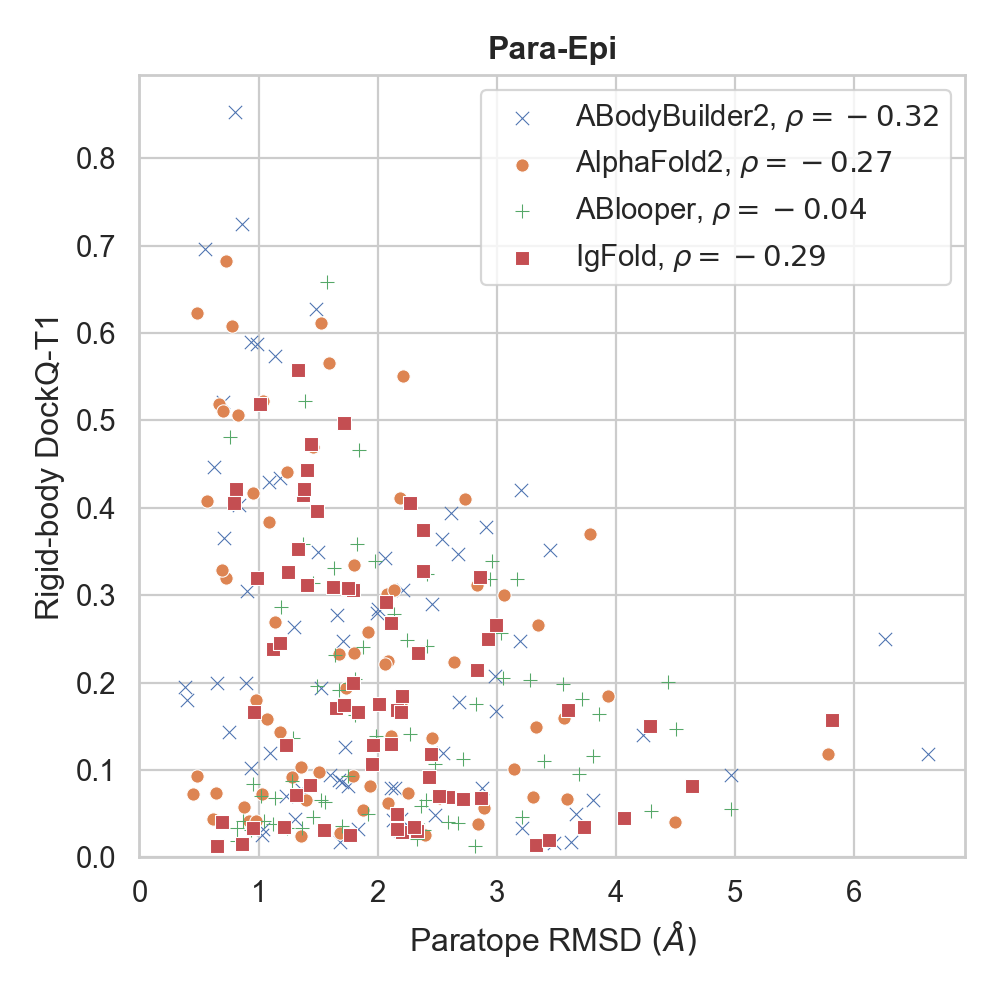 Para-Epi
ABodyBuilder2, ρ = −0.32
AlphaFold2, ρ = −0.27
ABlooper, ρ = −0.04
IgFold, ρ = −0.29
Rigid-body DockQ-T1
0.8
0.7
0.6
0.5
0.4
0.3
0.2
0.1
0.0
0 1 2 3 4 5 6
Paratope RMSD (Å)